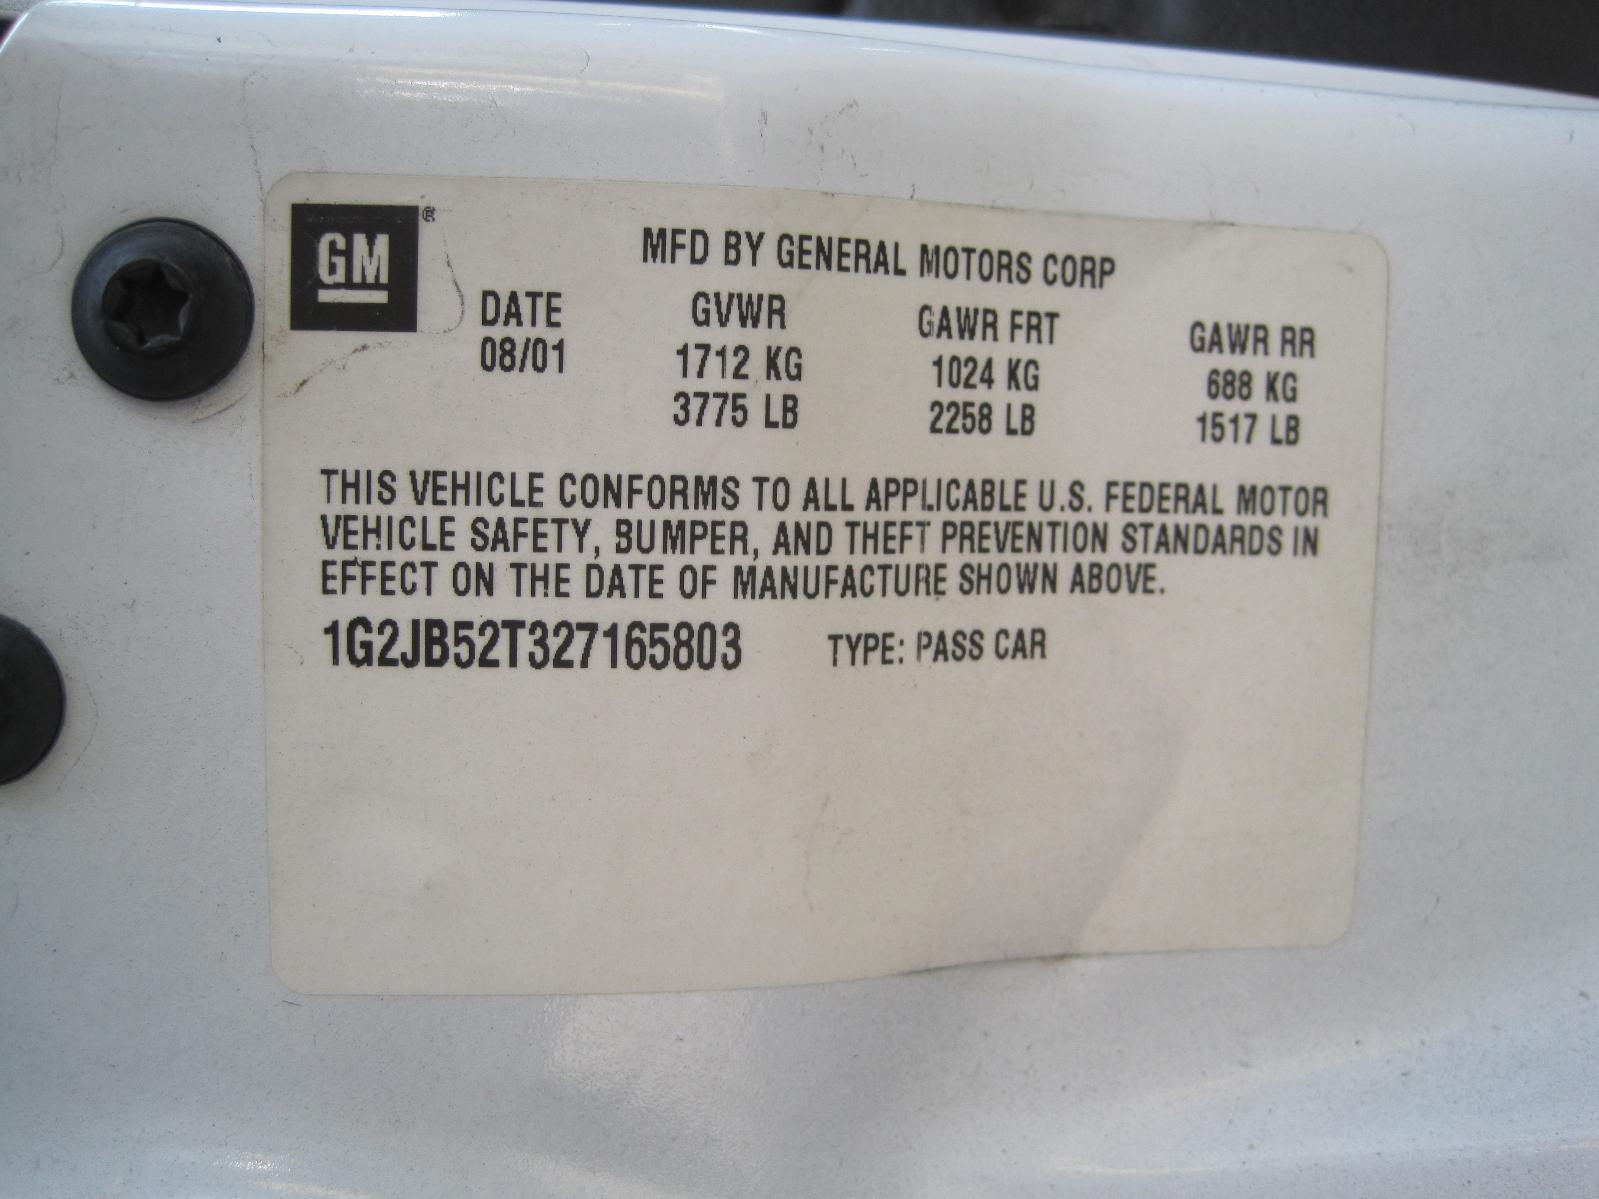 GM ®
MFD BY GENERAL MOTORS CORP
DATE GVWR GAWR FRT GAWR RR
08/01 1712 KG 1024 KG 688 KG
3775 LB 2258 LB 1517 LB
THIS VEHICLE CONFORMS TO ALL APPLICABLE U.S. FEDERAL MOTOR
VEHICLE SAFETY, BUMPER, AND THEFT PREVENTION STANDARDS IN
EFFECT ON THE DATE OF MANUFACTURE SHOWN ABOVE.
1G2JB52T327165803 TYPE: PASS CAR